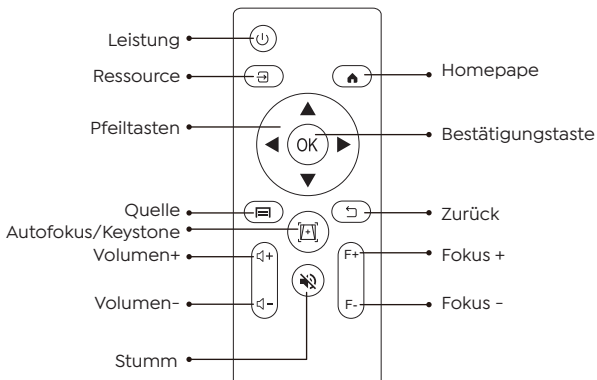 Leistung
Ressource
Homepape
Pfeiltasten
OK
Bestätigungstaste
Quelle
Zurück
Autofokus/Keystone
Volumen+
+
F+
Fokus +
Volumen-
-
F-
Fokus -
Stumm